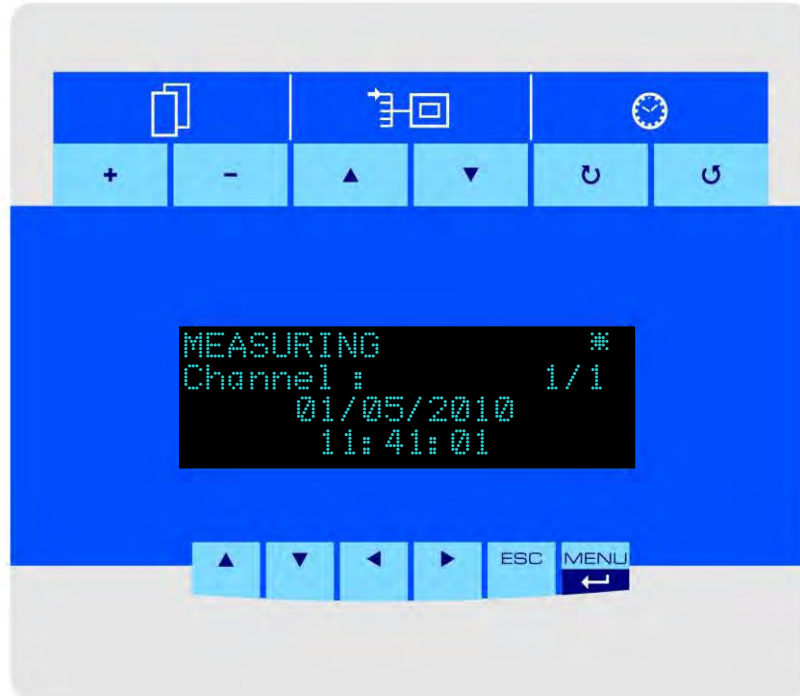 + - ▲ ▼ ↻ ↺
MEASURING *
Channel : 1/1
01/05/2010
11:41:01
▲ ▼ ◀ ▶ ESC MENU